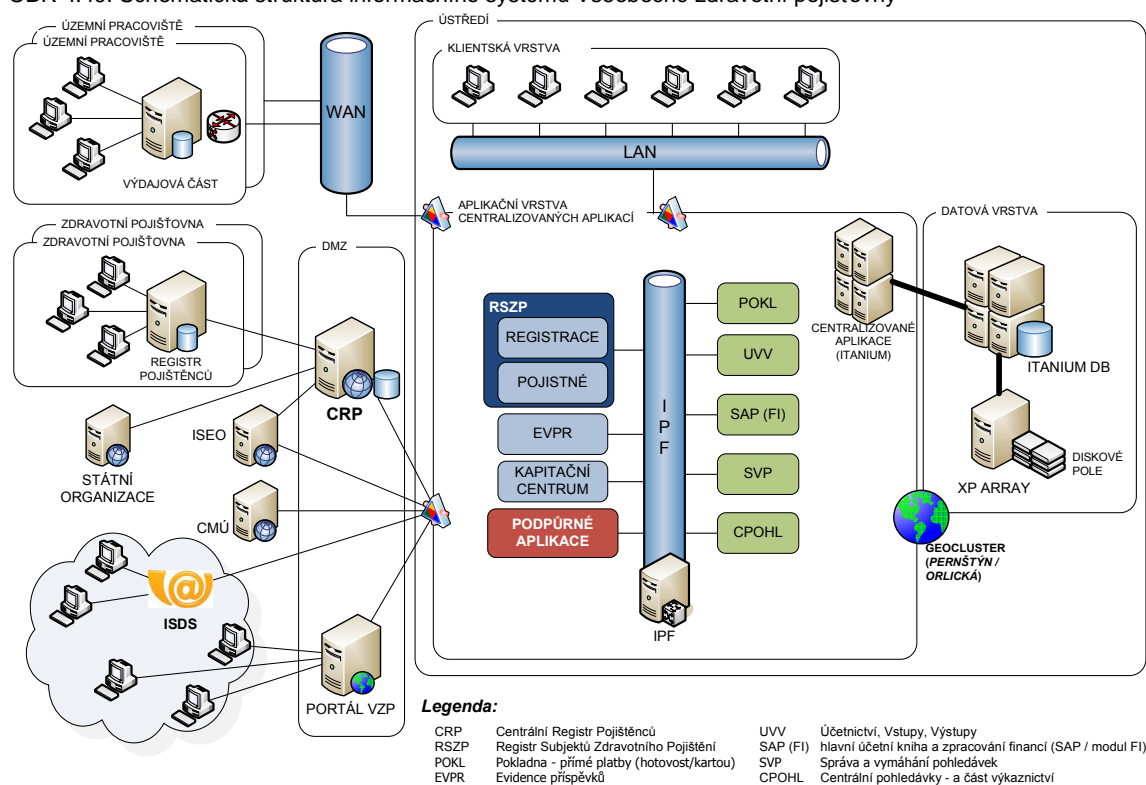 ÚZEMNÍ PRACOVIŠTĚ
ÚZEMNÍ PRACOVIŠTĚ
VÝDAJOVÁ ČÁST
WAN
ÚSTŘEDÍ
KLIENTSKÁ VRSTVA
LAN
APLIKAČNÍ VRSTVA
CENTRALIZOVANÝCH APLIKACÍ
DATOVÁ VRSTVA
ZDRAVOTNÍ POJIŠŤOVNA
ZDRAVOTNÍ POJIŠŤOVNA
REGISTR
POJIŠTĚNCŮ
DMZ
CRP
STÁTNÍ
ORGANIZACE
ISEO
CMÚ
ISDS
PORTÁL VZP
RSZP
REGISTRACE
POJISTNÉ
EVPR
KAPITAČNÍ
CENTRUM
PODPŮRNÉ
APLIKACE
I
P
F
IPF
POKL
UVV
SAP (FI)
SVP
CPOHL
CENTRALIZOVANÉ
APLIKACE
(ITANIUM)
ITANIUM DB
DISKOVÉ
POLE
XP ARRAY
GEOCLUSTER
(PERNŠTÝN /
ORLICKÁ)
Legenda:
CRP Centrální Registr Pojištěnců
RSZP Registr Subjektů Zdravotního Pojištění
POKL Pokladna - přímé platby (hotovost/kartou)
EVPR Evidence příspěvků
UVV Účetnictví, Vstupy, Výstupy
SAP (FI) hlavní účetní kniha a zpracování financí (SAP / modul FI)
SVP Správa a vymáhání pohledávek
CPOHL Centrální pohledávky - a část výkaznictví